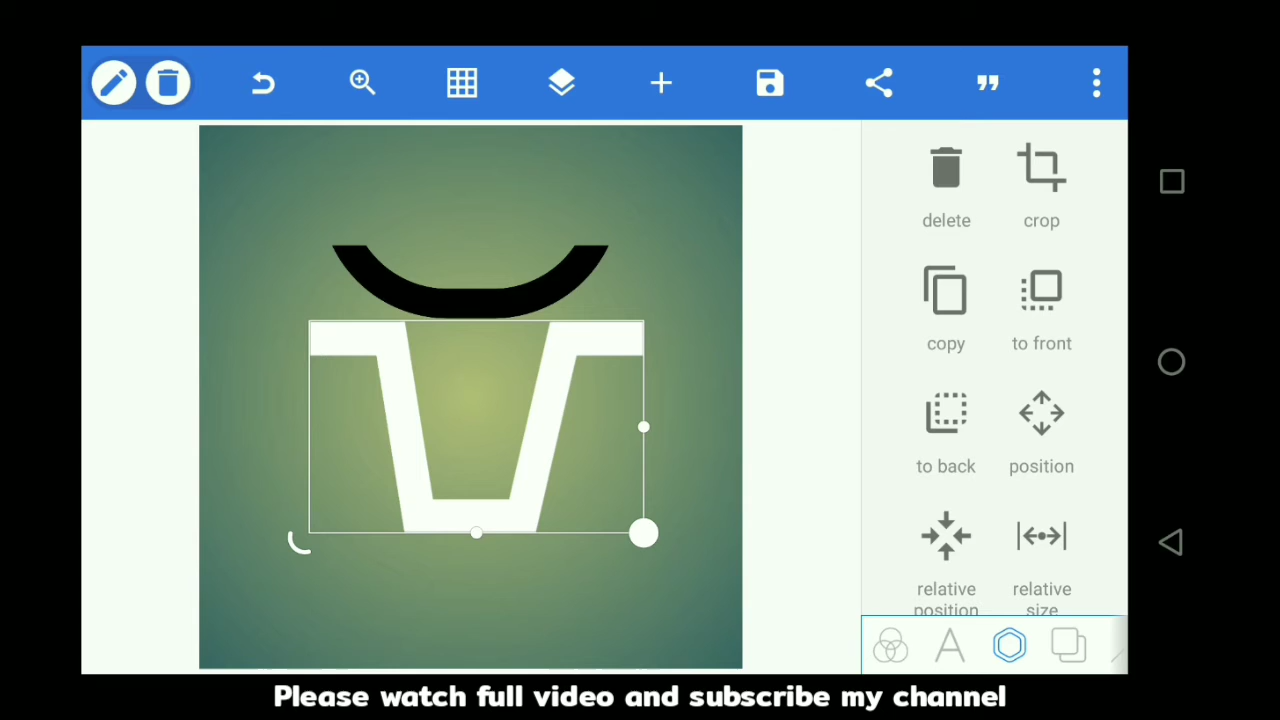 delete
crop
copy
to front
to back
position
relative
position
relative
size
Please watch full video and subscribe my channel